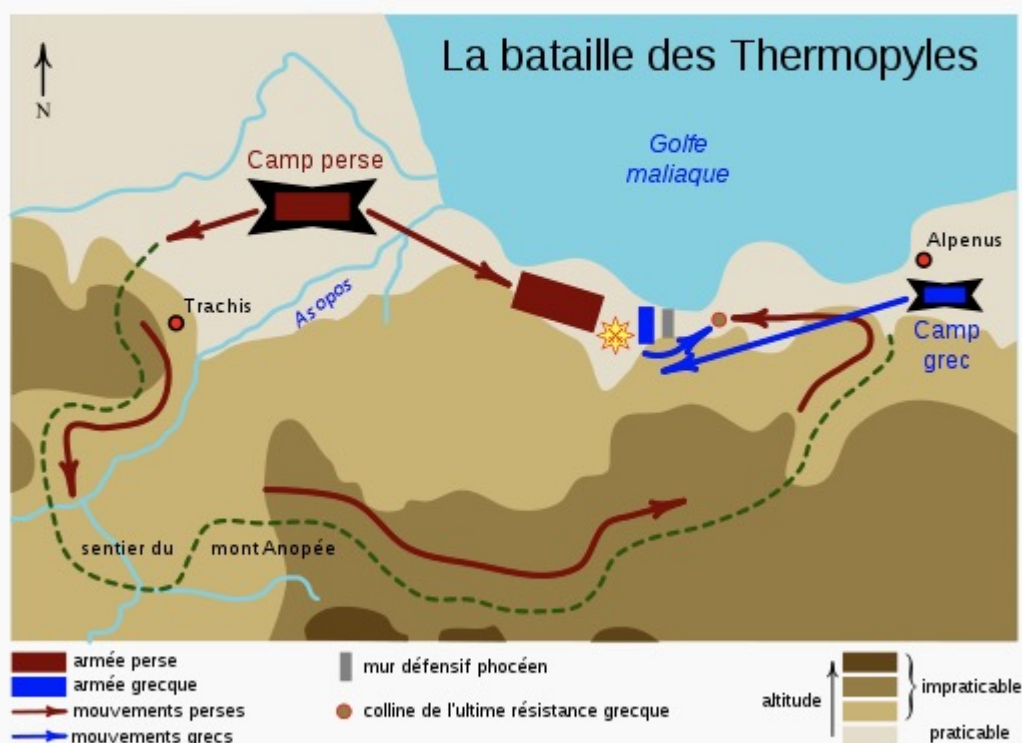 La bataille des Thermopyles
N
Golfe
maliaque
Camp perse
Alpenus
Trachis
Asopos
Camp
grec
sentier du mont Anopée
armée perse
armée grecque
mouvements perses
mouvements grecs
mur défensif phocéen
colline de l'ultime résistance grecque
altitude
impraticable
praticable